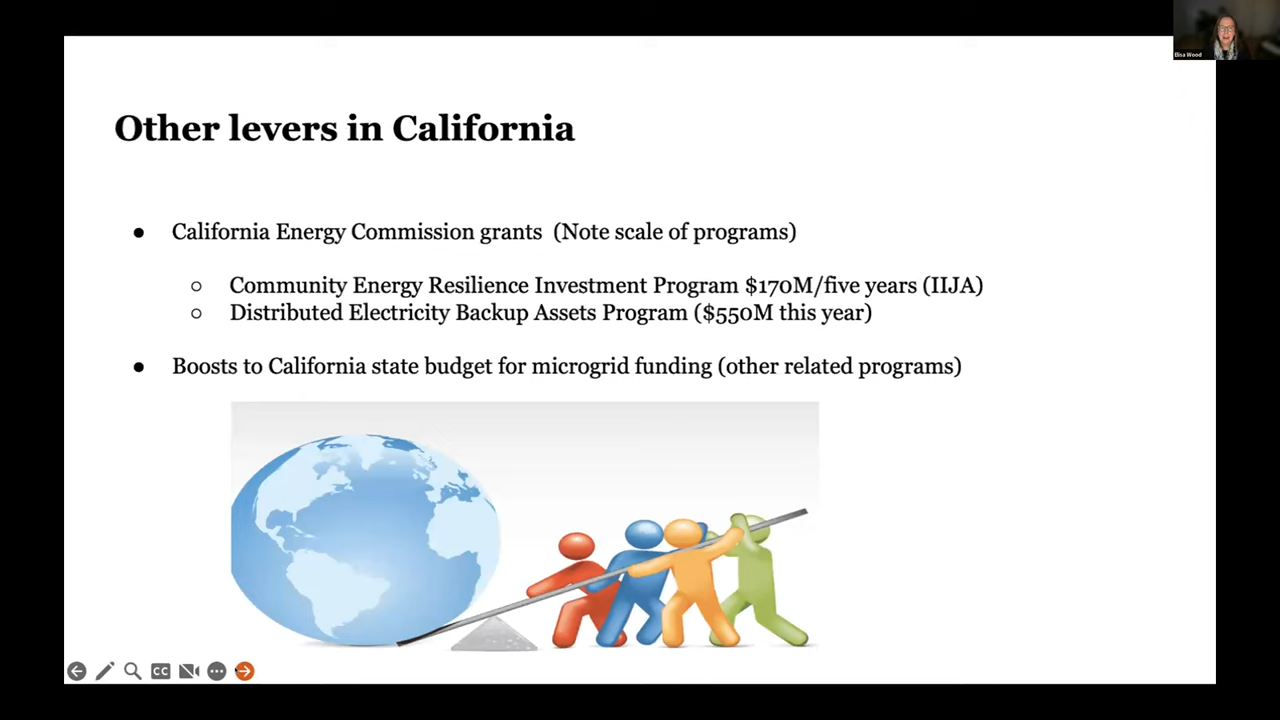 Elisa Wood
Other levers in California
● California Energy Commission grants (Note scale of programs)
○ Community Energy Resilience Investment Program $170M/five years (IIJA)
○ Distributed Electricity Backup Assets Program ($550M this year)
● Boosts to California state budget for microgrid funding (other related programs)
CC